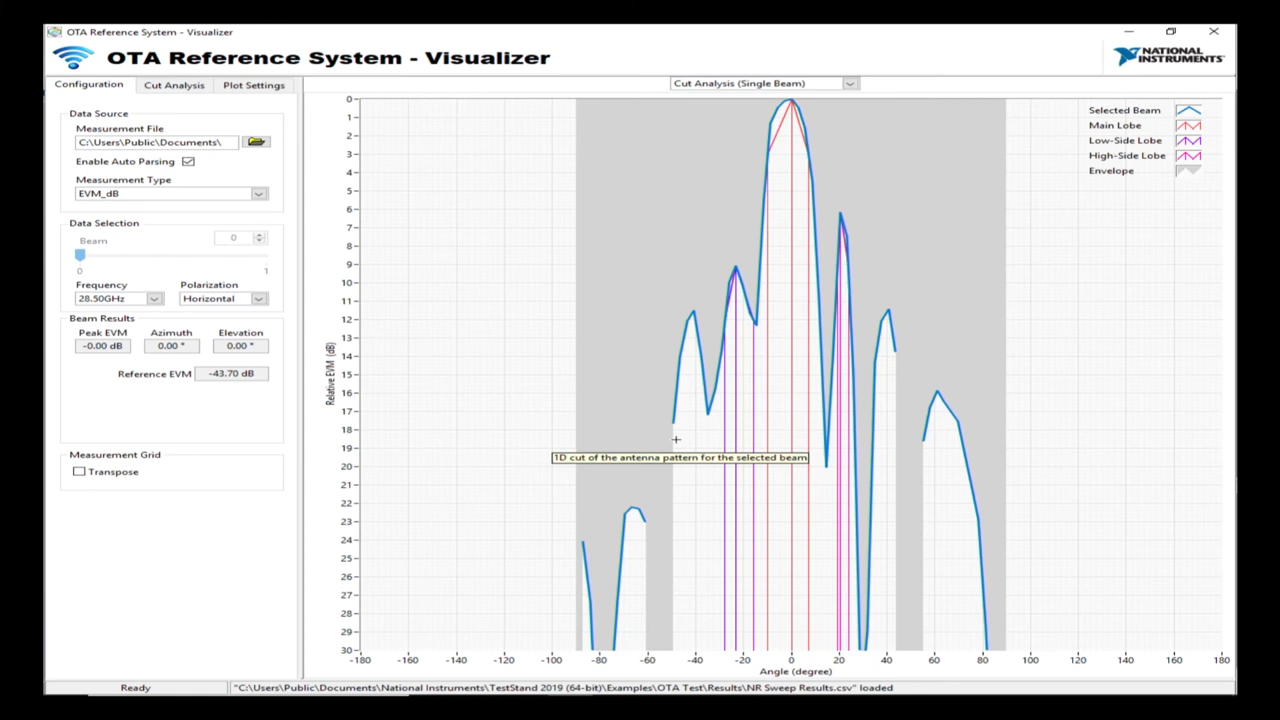 OTA Reference System - Visualizer
OTA Reference System - Visualizer
NATIONAL INSTRUMENTS
Configuration Cut Analysis Plot Settings
Cut Analysis (Single Beam)
Data Source
Measurement File
C:\Users\Public\Documents\
Enable Auto Parsing
Measurement Type
EVM_dB
Data Selection
Beam 0
0 1
Frequency Polarization
28.50GHz Horizontal
Beam Results
Peak EVM Azimuth Elevation
-0.00 dB 0.00 ° 0.00 °
Reference EVM -43.70 dB
Measurement Grid
Transpose
Selected Beam
Main Lobe
Low-Side Lobe
High-Side Lobe
Envelope
Relative EVM (dB)
0
1
2
3
4
5
6
7
8
9
10
11
12
13
14
15
16
17
18
19
20
21
22
23
24
25
26
27
28
29
30
1D cut of the antenna pattern for the selected beam
-180 -160 -140 -120 -100 -80 -60 -40 -20 0 20 40 60 80 100 120 140 160 180
Angle (degree)
Ready "C:\Users\Public\Documents\National Instruments\TestStand 2019 (64-bit)\Examples\OTA Test\Results\NR Sweep Results.csv" loaded